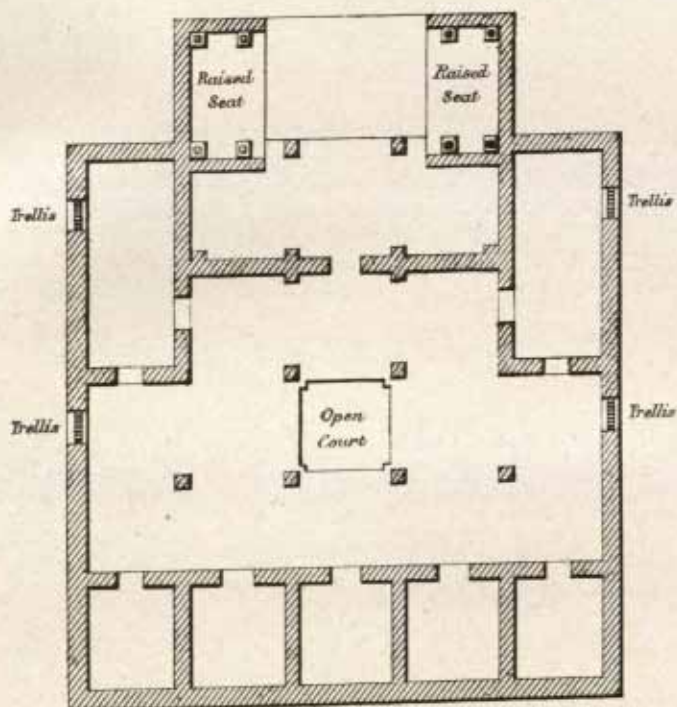 Raised
Seat
Raised
Seat
Trellis
Trellis
Trellis
Trellis
Open
Court